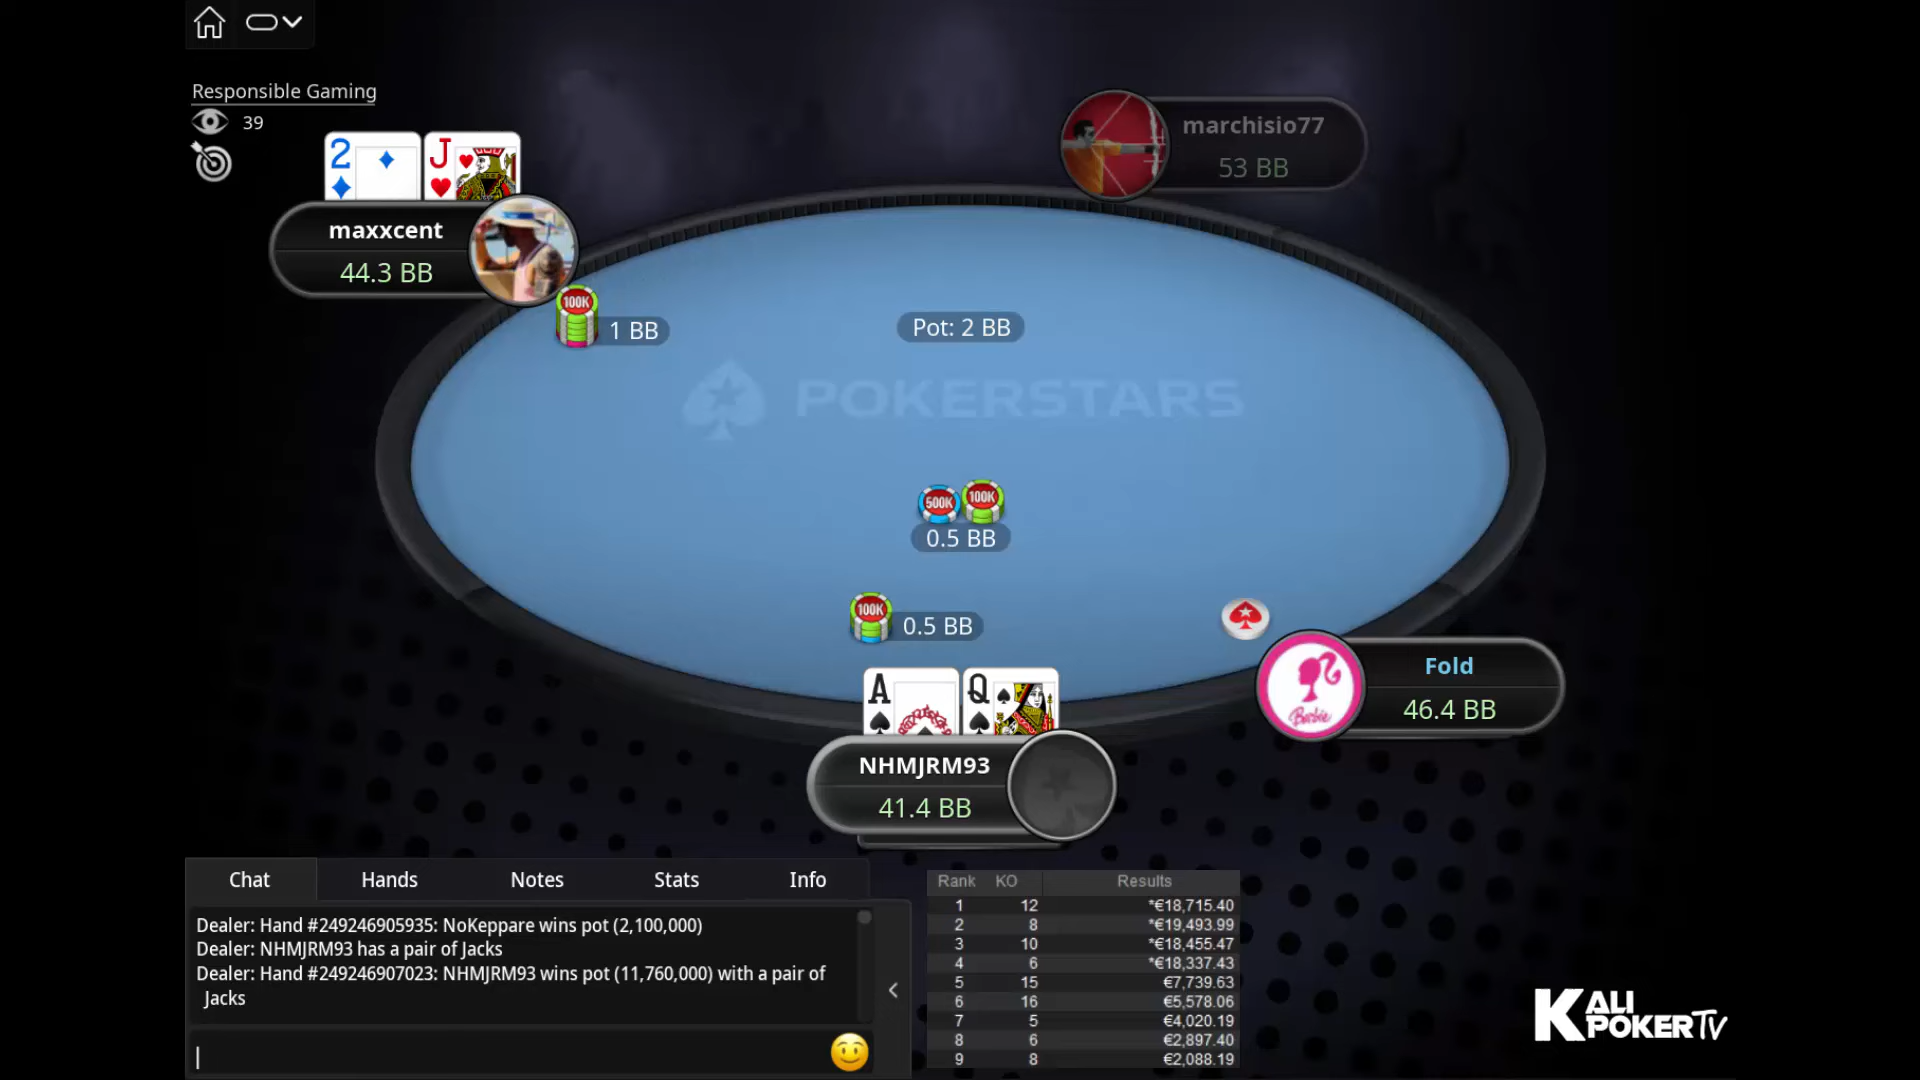 Responsible Gaming
39
2 J
maxxcent
44.3 BB
marchisio77
53 BB
100K
1 BB
Pot: 2 BB
POKERSTARS
500K 100K
0.5 BB
100K
0.5 BB
A Q
NHMJRM93
41.4 BB
Barbie
Fold
46.4 BB
Chat Hands Notes Stats Info
Dealer: Hand #249246905935: NoKeppare wins pot (2,100,000)
Dealer: NHMJRM93 has a pair of Jacks
Dealer: Hand #249246907023: NHMJRM93 wins pot (11,760,000) with a pair of
Jacks
Rank KO Results
1 12 *€18,715.40
2 8 *€19,493.99
3 10 *€18,455.47
4 6 *€18,337.43
5 15 €7,739.63
6 16 €5,578.06
7 5 €4,020.19
8 6 €2,897.40
9 8 €2,088.19
KALI
POKER TV